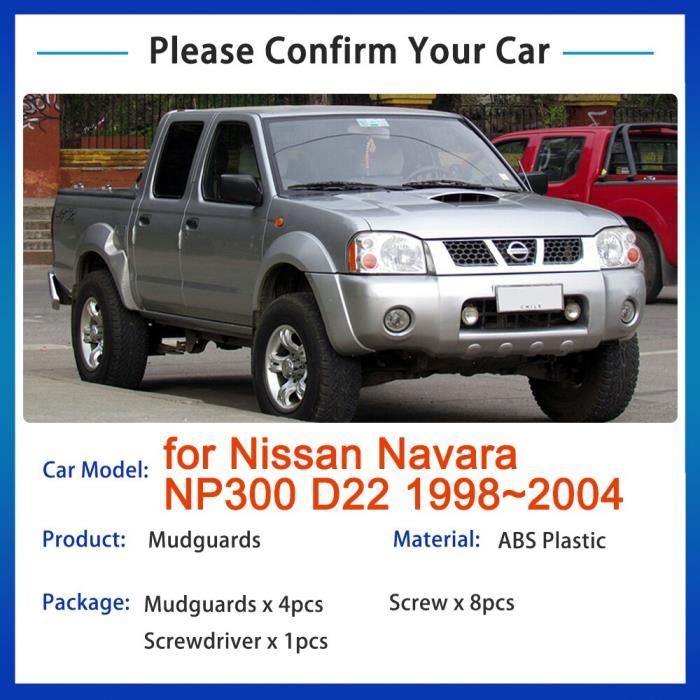 Please Confirm Your Car
CHILE
Car Model: for Nissan Navara
NP300 D22 1998~2004
Product: Mudguards Material: ABS Plastic
Package: Mudguards x 4pcs Screw x 8pcs
Screwdriver x 1pcs